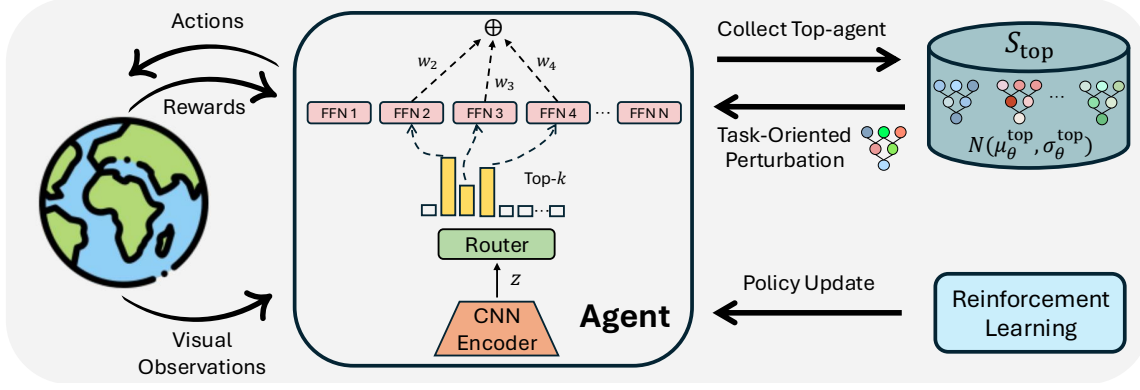 Actions
Rewards
Visual
Observations
⊕
w₂
w₃
w₄
FFN 1
FFN 2
FFN 3
FFN 4
...
FFN N
Top-k
...
Router
z
CNN
Encoder
Agent
Collect Top-agent
Task-Oriented
Perturbation
Policy Update
S_top
...
N(μ_θ^top, σ_θ^top)
Reinforcement
Learning